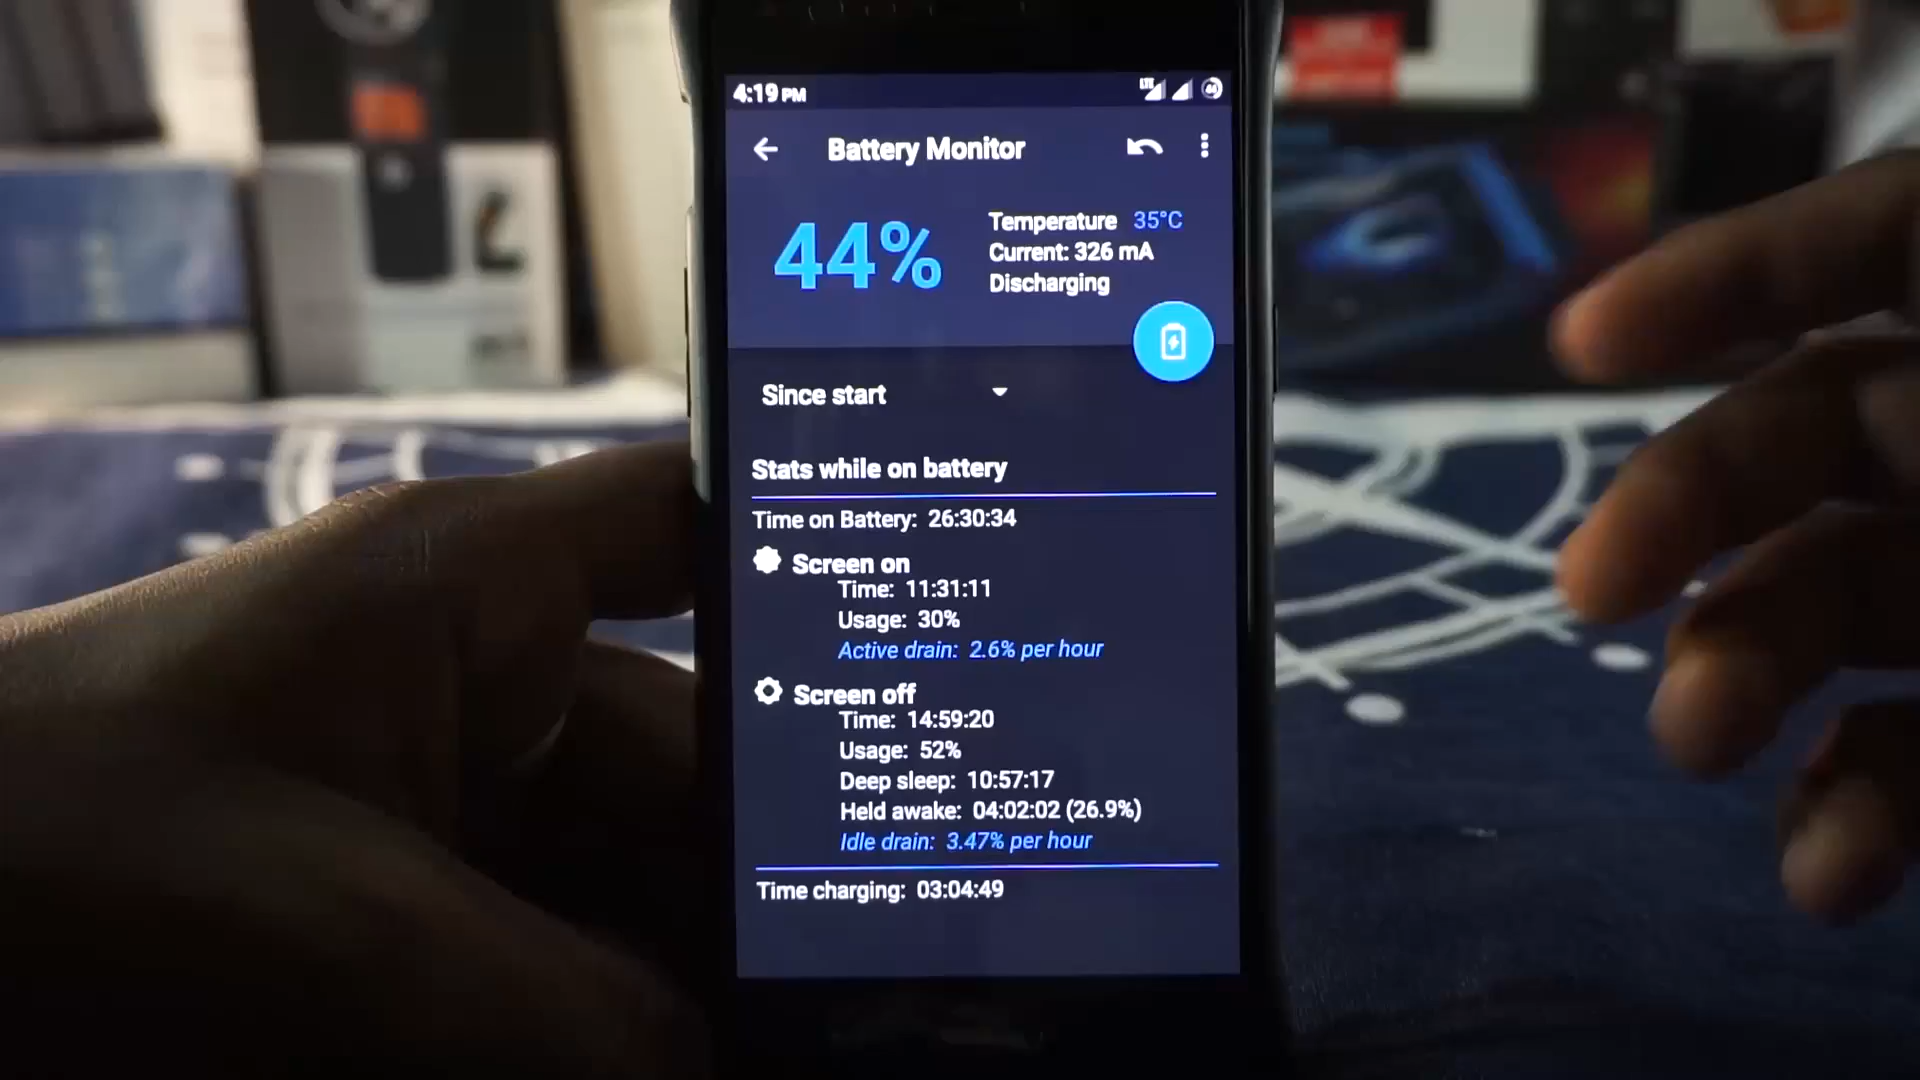 4:19 PM
LTE
44
Battery Monitor
44%
Temperature 35°C
Current: 326 mA
Discharging
Since start
Stats while on battery
Time on Battery: 26:30:34
Screen on
Time: 11:31:11
Usage: 30%
Active drain: 2.6% per hour
Screen off
Time: 14:59:20
Usage: 52%
Deep sleep: 10:57:17
Held awake: 04:02:02 (26.9%)
Idle drain: 3.47% per hour
Time charging: 03:04:49